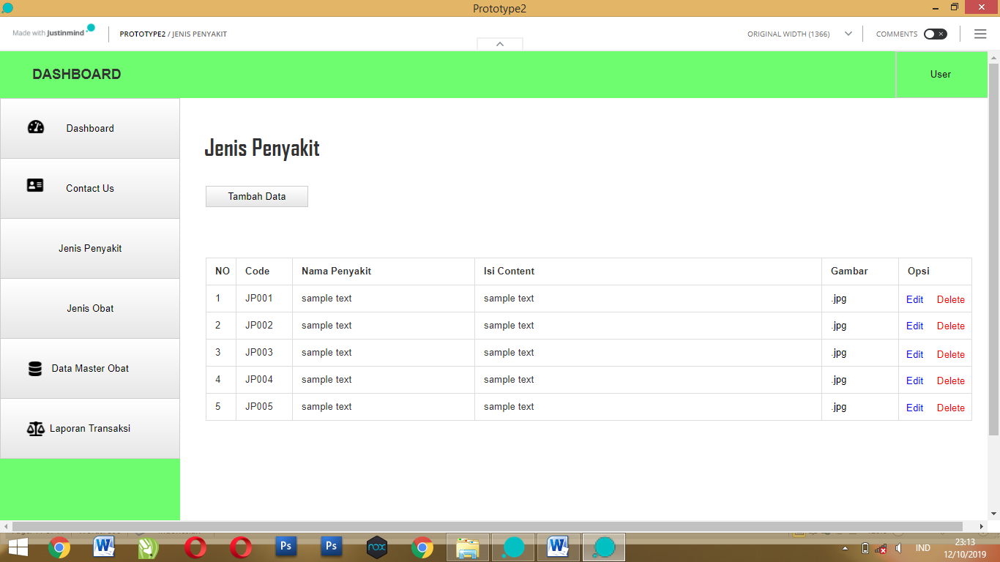 Prototype2
Made with Justinmind
PROTOTYPE2 / JENIS PENYAKIT
ORIGINAL WIDTH (1366)
COMMENTS
DASHBOARD
User
Dashboard
Contact Us
Jenis Penyakit
Jenis Obat
Data Master Obat
Laporan Transaksi
Jenis Penyakit
Tambah Data
NO Code Nama Penyakit Isi Content Gambar Opsi
1 JP001 sample text sample text .jpg Edit Delete
2 JP002 sample text sample text .jpg Edit Delete
3 JP003 sample text sample text .jpg Edit Delete
4 JP004 sample text sample text .jpg Edit Delete
5 JP005 sample text sample text .jpg Edit Delete
Ps
Ps
nox
IND
23:13
12/10/2019